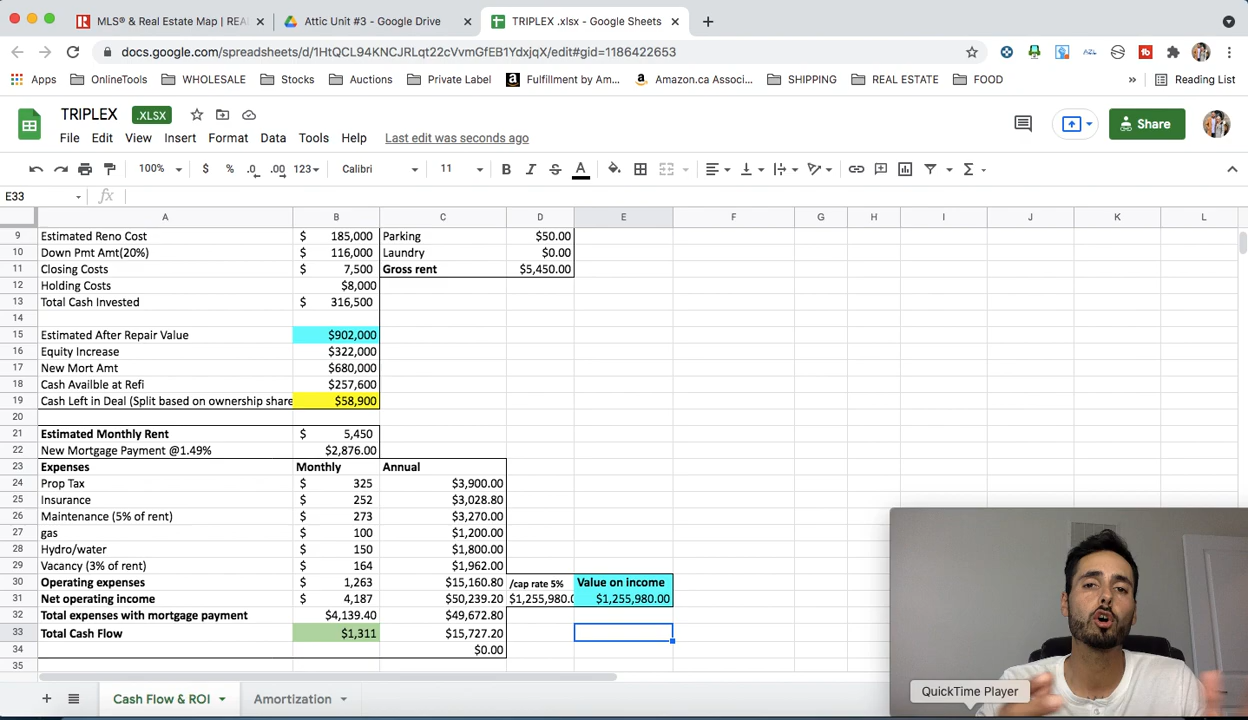 MLS® & Real Estate Map | REA
Attic Unit #3 - Google Drive
TRIPLEX .xlsx - Google Sheets
docs.google.com/spreadsheets/d/1HtQCL94KNCJRLqt22cVvmGfEB1YdxjqX/edit#gid=1186422653
Apps OnlineTools WHOLESALE Stocks Auctions Private Label Fulfillment by Am... Amazon.ca Associ... SHIPPING REAL ESTATE FOOD » Reading List
TRIPLEX .XLSX
File Edit View Insert Format Data Tools Help Last edit was seconds ago
Share
100% $ % .0 .00 123 Calibri 11 B I S A
E33 fx
A B C D E F G H I J K L
9 Estimated Reno Cost $ 185,000 Parking $50.00
10 Down Pmt Amt(20%) $ 116,000 Laundry $0.00
11 Closing Costs $ 7,500 Gross rent $5,450.00
12 Holding Costs $8,000
13 Total Cash Invested $ 316,500
14
15 Estimated After Repair Value $902,000
16 Equity Increase $322,000
17 New Mort Amt $680,000
18 Cash Availble at Refi $257,600
19 Cash Left in Deal (Split based on ownership share $58,900
20
21 Estimated Monthly Rent $ 5,450
22 New Mortgage Payment @1.49% $2,876.00
23 Expenses Monthly Annual
24 Prop Tax $ 325 $3,900.00
25 Insurance $ 252 $3,028.80
26 Maintenance (5% of rent) $ 273 $3,270.00
27 gas $ 100 $1,200.00
28 Hydro/water $ 150 $1,800.00
29 Vacancy (3% of rent) $ 164 $1,962.00
30 Operating expenses $ 1,263 $15,160.80 /cap rate 5% Value on income
31 Net operating income $ 4,187 $50,239.20 $1,255,980.0 $1,255,980.00
32 Total expenses with mortgage payment $4,139.40 $49,672.80
33 Total Cash Flow $1,311 $15,727.20
34 $0.00
35
Cash Flow & ROI Amortization
QuickTime Player